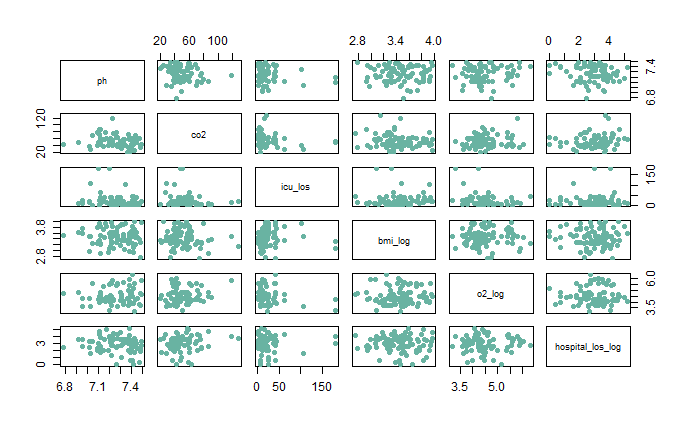 20 40 60 100
2.8 3.4 4.0
0 2 4
ph
6.8 7.1 7.4
20 120
co2
icu_los
0 150
2.8 3.8
bmi_log
o2_log
3.5 6.0
0 3
hospital_los_log
6.8 7.1 7.4
0 50 150
3.5 5.0